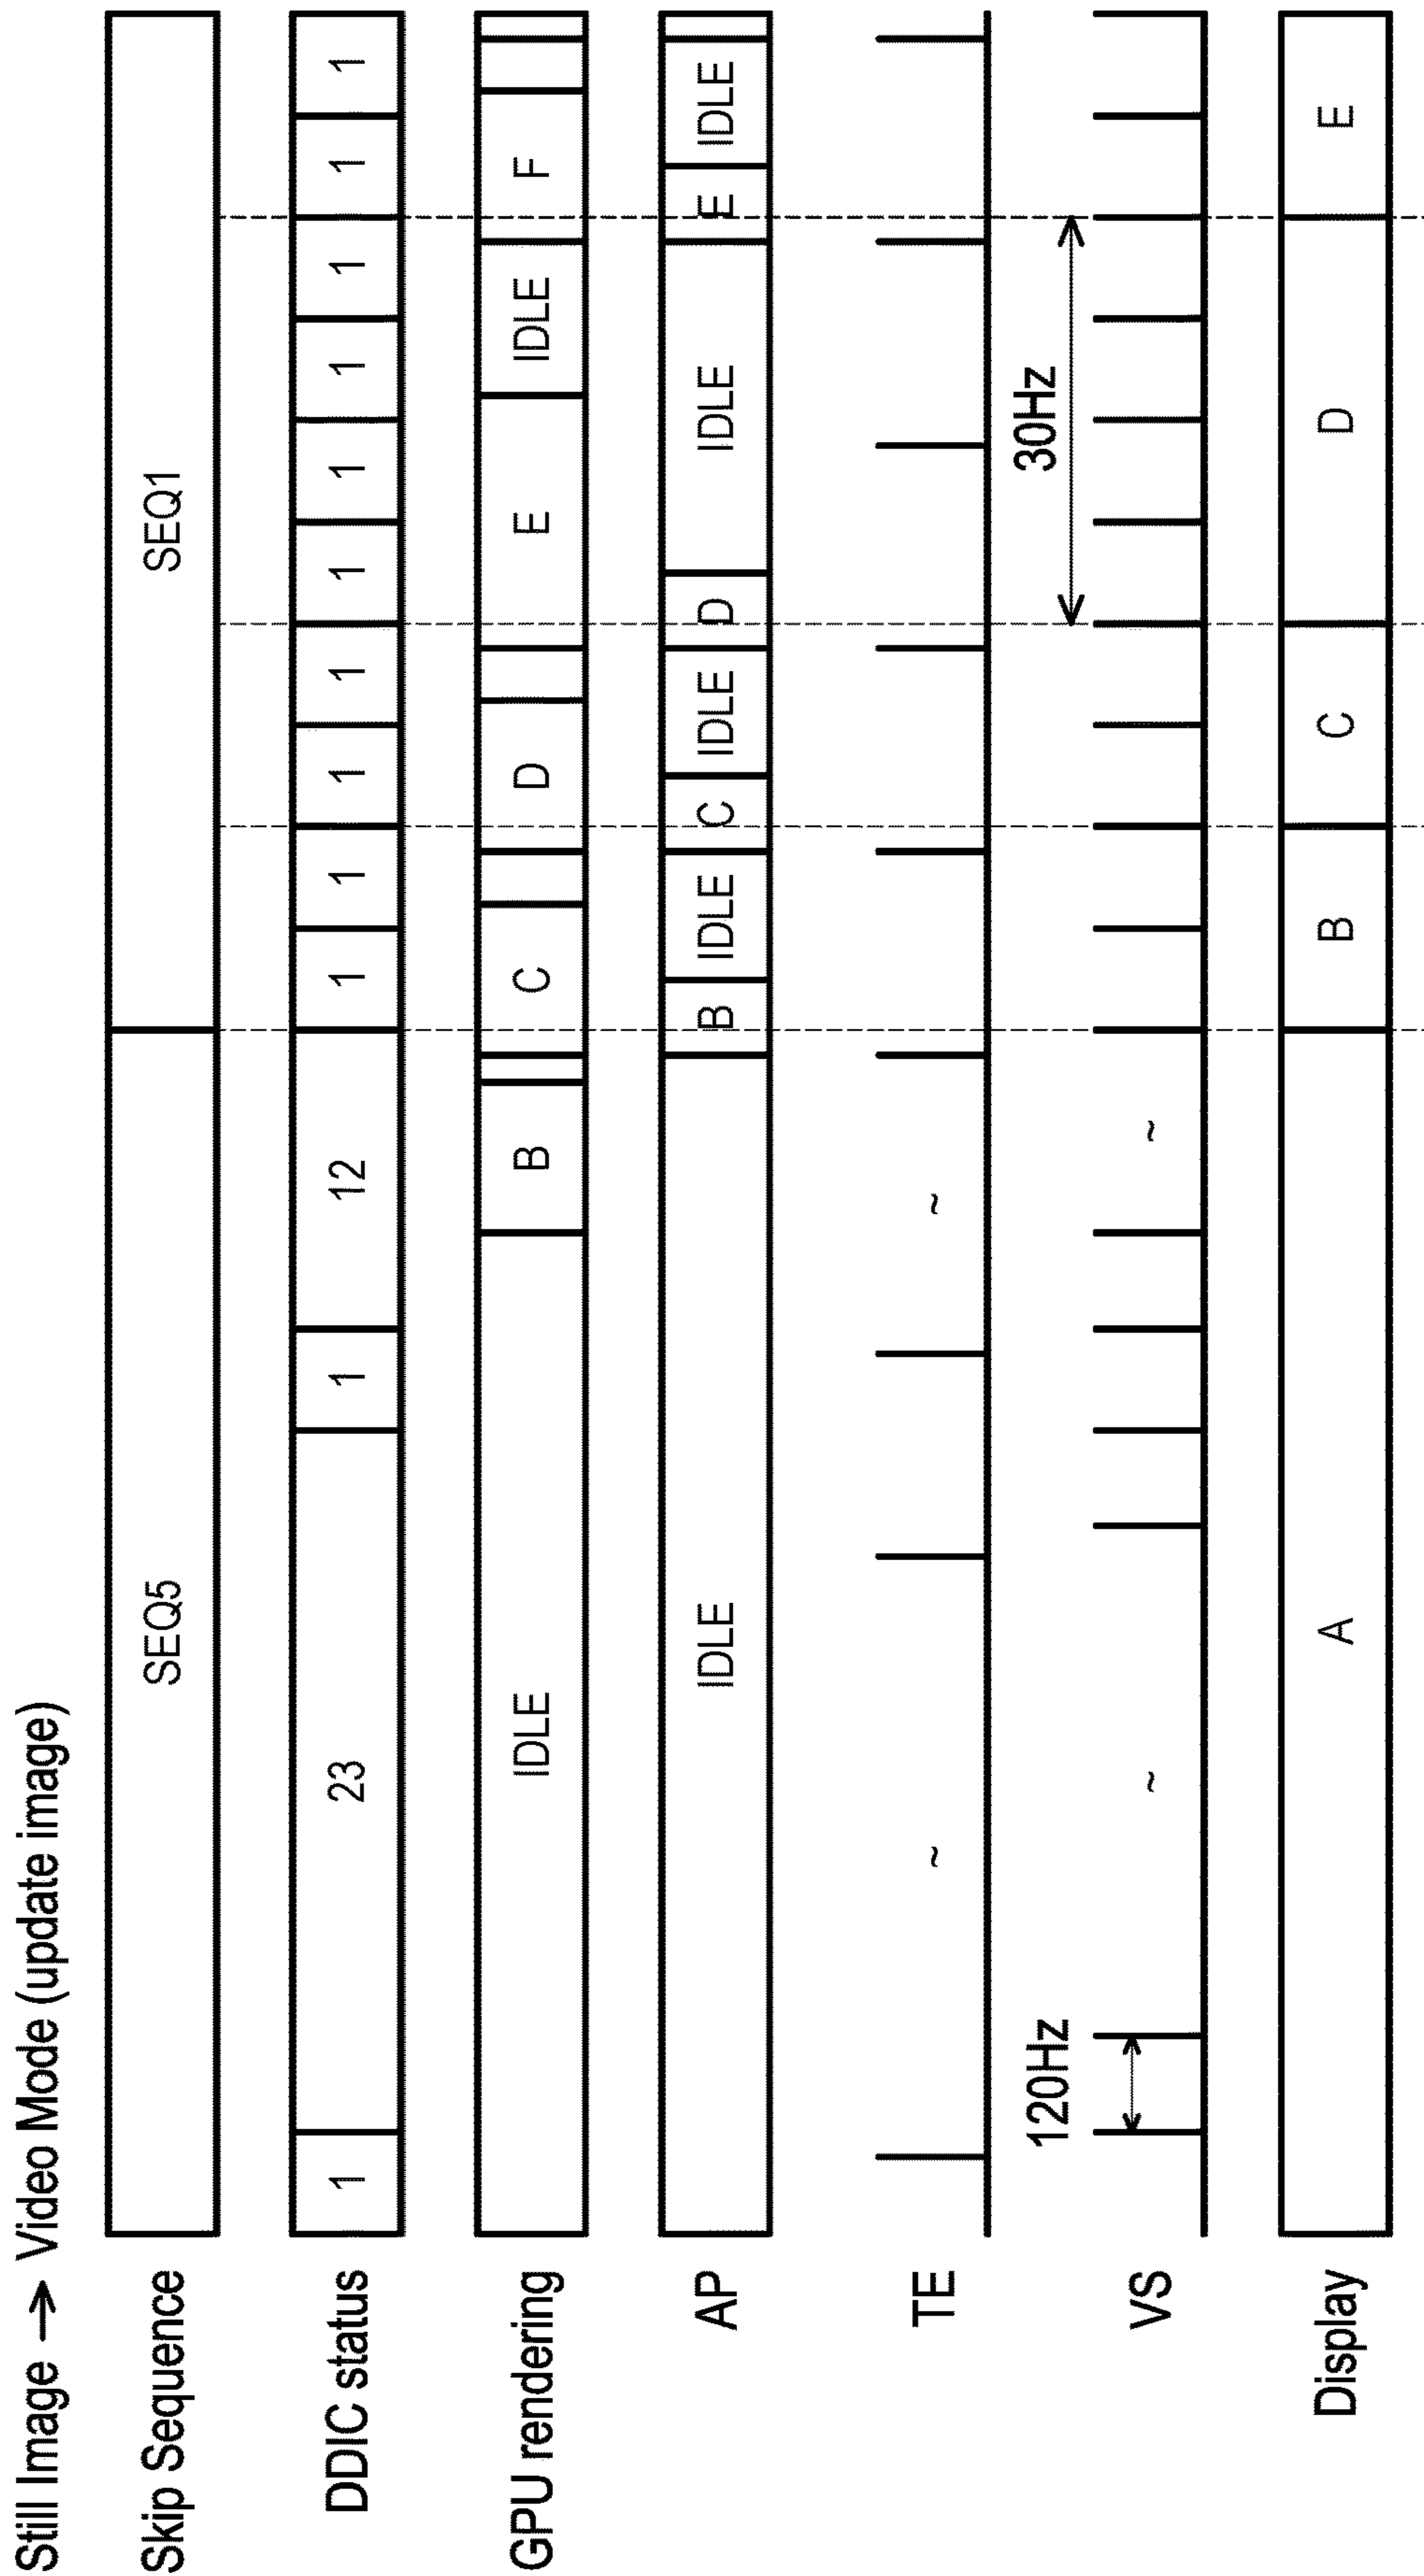 Still Image → Video Mode (update image)
Skip Sequence SEQ5 SEQ1
DDIC status 1 23 1 12 1 1 1 1 1 1 1 1 1 1
GPU rendering IDLE B C D E IDLE F
AP IDLE B IDLE C IDLE D IDLE E IDLE
TE ~ ~
120Hz 30Hz
VS ~ ~
Display A B C D E